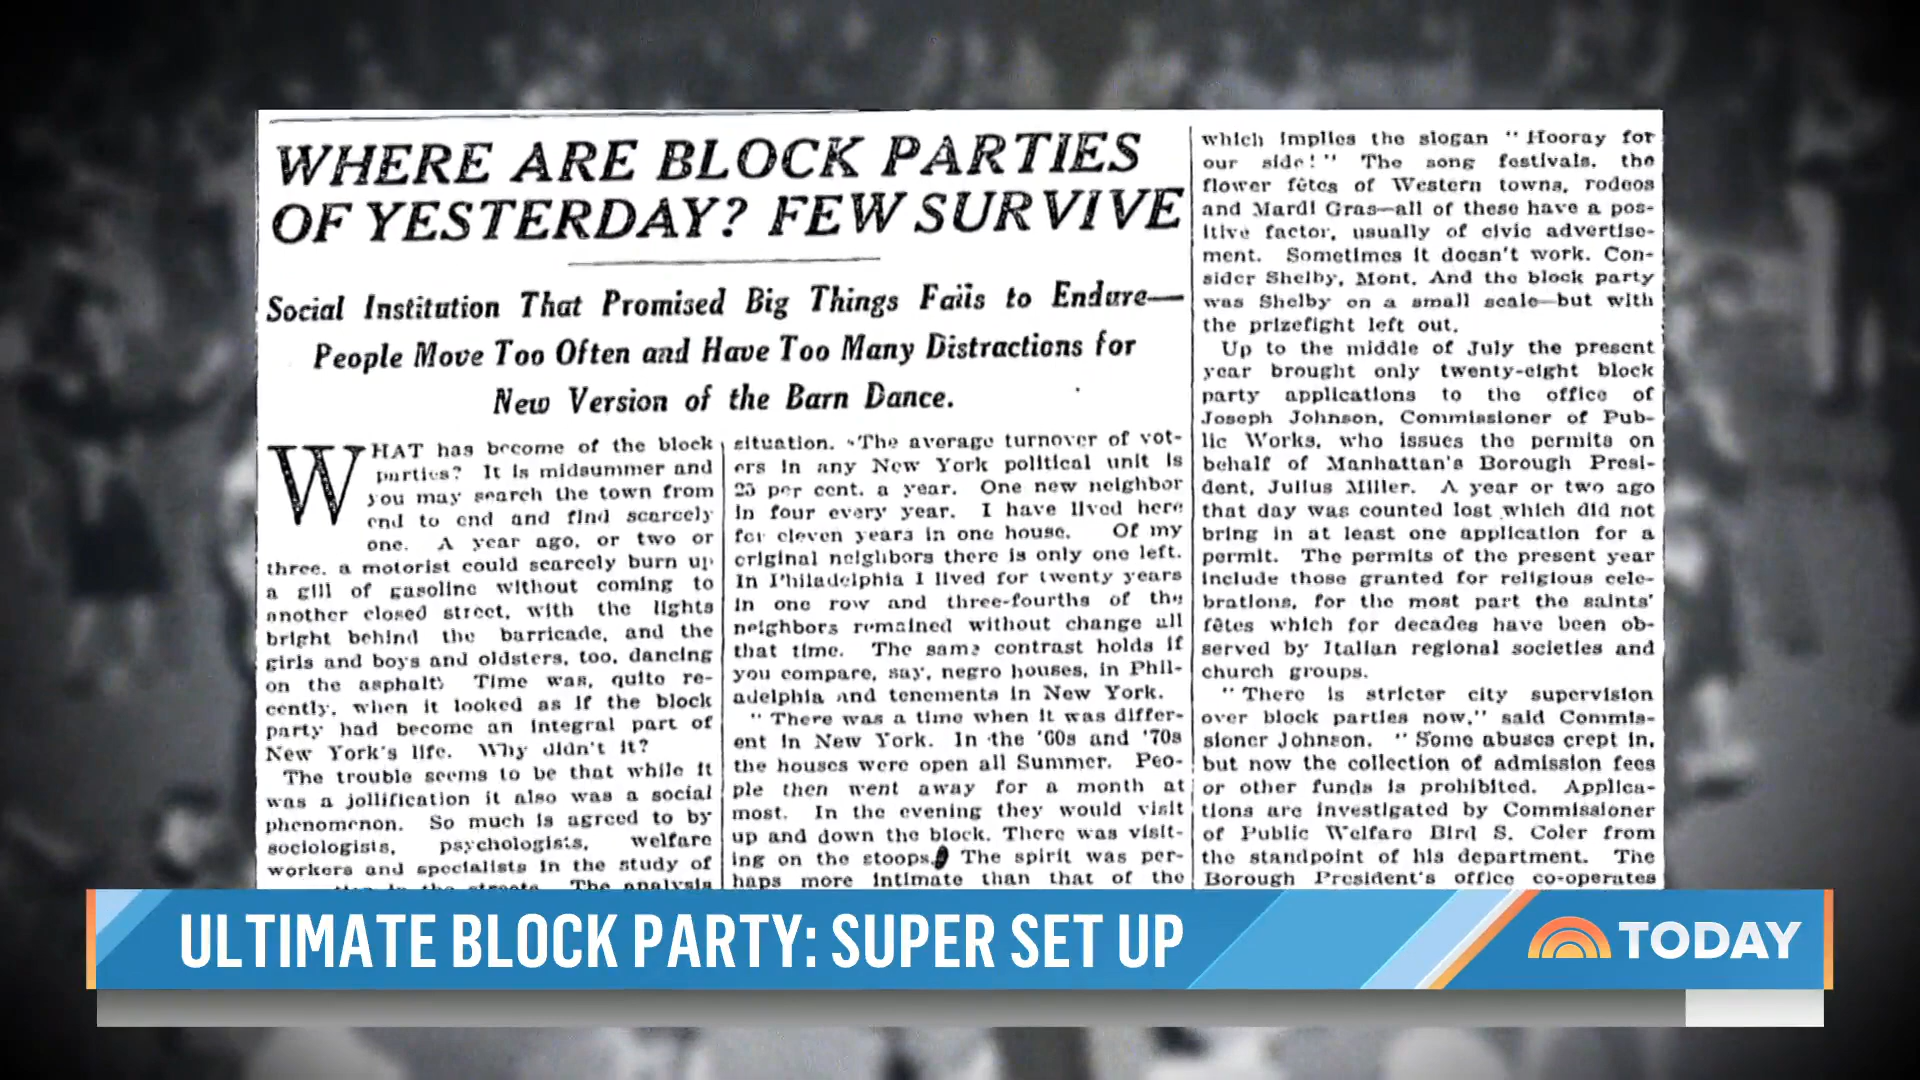 WHERE ARE BLOCK PARTIES
OF YESTERDAY? FEW SURVIVE
Social Institution That Promised Big Things Fails to Endure—
People Move Too Often and Have Too Many Distractions for
New Version of the Barn Dance.
WHAT has become of the block
parties? It is midsummer and
you may search the town from
end to end and find scarcely
one. A year ago, or two or
three, a motorist could scarcely burn up
a gill of gasoline without coming to
another closed street, with the lights
bright behind the barricade, and the
girls and boys and oldsters, too, dancing
on the asphalt. Time was, quite re-
cently, when it looked as if the block
party had become an integral part of
New York's life. Why didn't it?
The trouble seems to be that while it
was a jollification it also was a social
phenomenon. So much is agreed to by
sociologists, psychologists, welfare
workers and specialists in the study of
in the streets. The analysis
situation. "The average turnover of vot-
ers in any New York political unit is
25 per cent. a year. One new neighbor
in four every year. I have lived here
for eleven years in one house. Of my
original neighbors there is only one left.
In Philadelphia I lived for twenty years
in one row and three-fourths of the
neighbors remained without change all
that time. The same contrast holds if
you compare, say, negro houses, in Phil-
adelphia and tenements in New York.
"There was a time when it was differ-
ent in New York. In the '60s and '70s
the houses were open all Summer. Peo-
ple then went away for a month at
most. In the evening they would visit
up and down the block. There was visit-
ing on the stoops. The spirit was per-
haps more intimate than that of the
which implies the slogan "Hooray for
our side!" The song festivals, the
flower fêtes of Western towns, rodeos
and Mardi Gras—all of these have a pos-
itive factor, usually of civic advertise-
ment. Sometimes it doesn't work. Con-
sider Shelby, Mont. And the block party
was Shelby on a small scale—but with
the prizefight left out.
Up to the middle of July the present
year brought only twenty-eight block
party applications to the office of
Joseph Johnson, Commissioner of Pub-
lic Works, who issues the permits on
behalf of Manhattan's Borough Presi-
dent, Julius Miller. A year or two ago
that day was counted lost which did not
bring in at least one application for a
permit. The permits of the present year
include those granted for religious cele-
brations, for the most part the saints'
fêtes which for decades have been ob-
served by Italian regional societies and
church groups.
"There is stricter city supervision
over block parties now," said Commis-
sioner Johnson. "Some abuses crept in,
but now the collection of admission fees
or other funds is prohibited. Applica-
tions are investigated by Commissioner
of Public Welfare Bird S. Coler from
the standpoint of his department. The
Borough President's office co-operates
ULTIMATE BLOCK PARTY: SUPER SET UP
TODAY